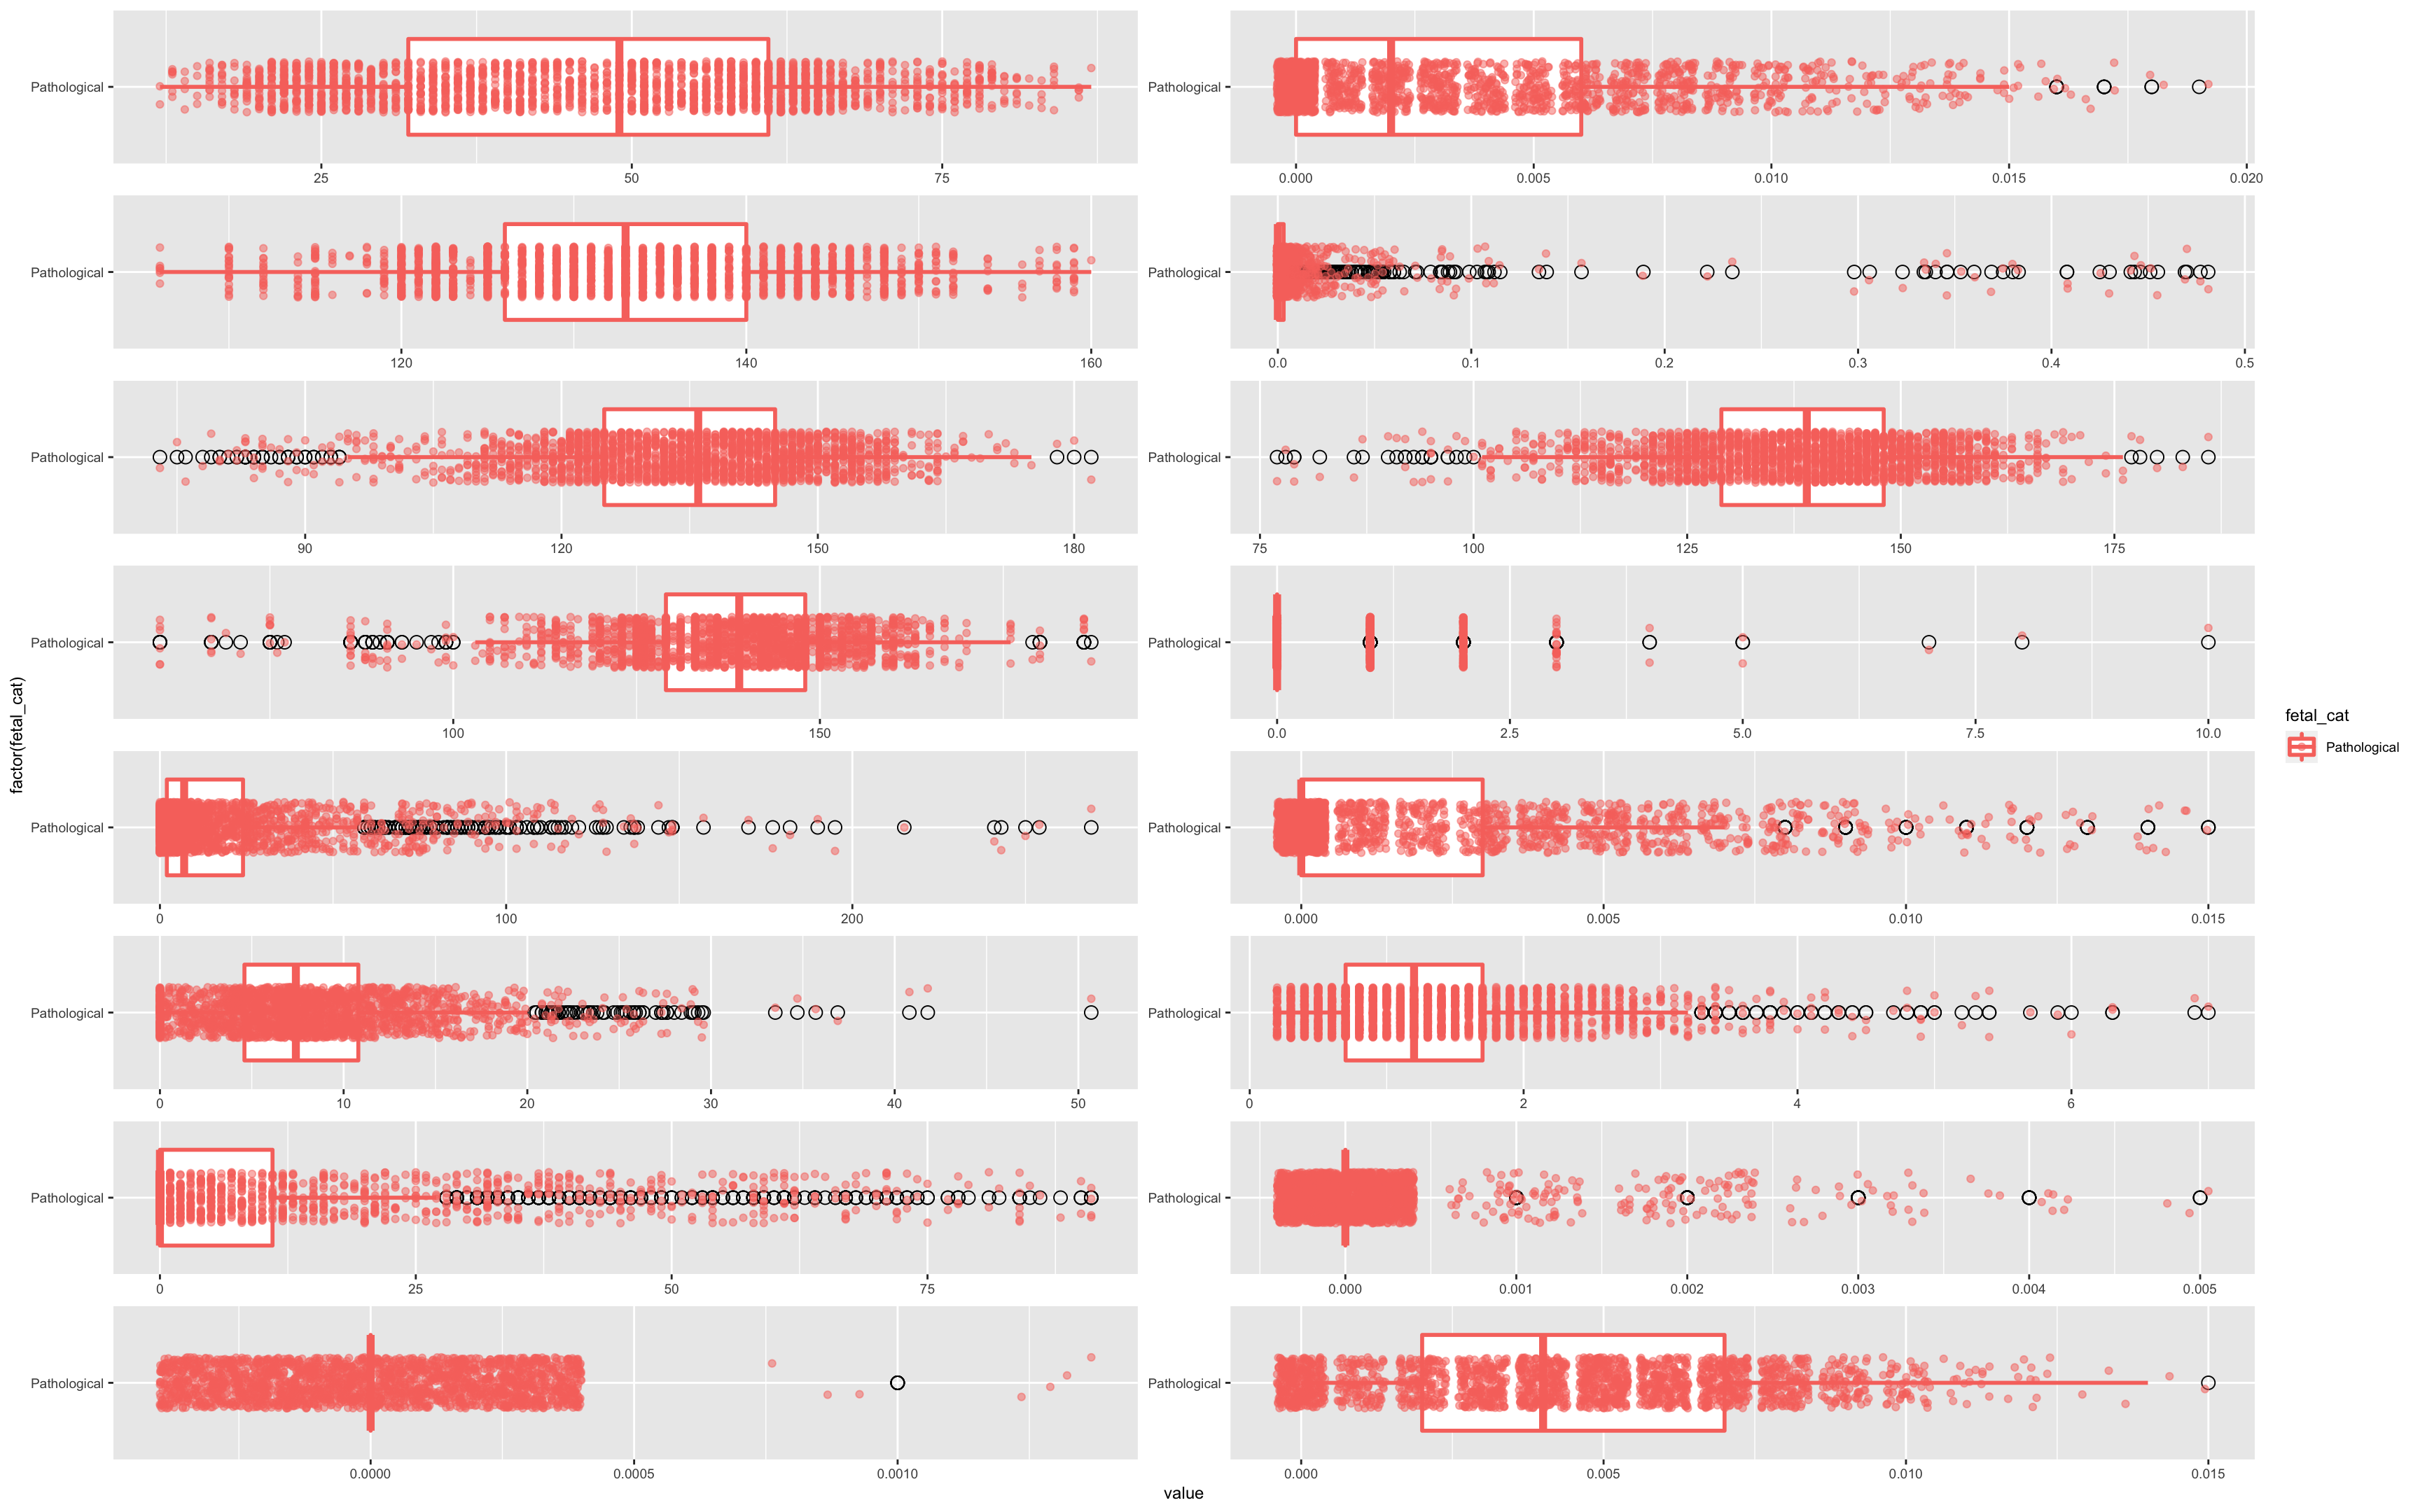 Pathological
25 50 75
Pathological
0.000 0.005 0.010 0.015 0.020
Pathological
120 140 160
Pathological
0.0 0.1 0.2 0.3 0.4 0.5
Pathological
90 120 150 180
Pathological
75 100 125 150 175
Pathological
100 150
Pathological
0.0 2.5 5.0 7.5 10.0
Pathological
0 100 200
Pathological
0.000 0.005 0.010 0.015
Pathological
0 10 20 30 40 50
Pathological
0 2 4 6
Pathological
0 25 50 75
Pathological
0.000 0.001 0.002 0.003 0.004 0.005
Pathological
0.0000 0.0005 0.0010
Pathological
0.000 0.005 0.010 0.015
factor(fetal_cat)
value
fetal_cat
Pathological